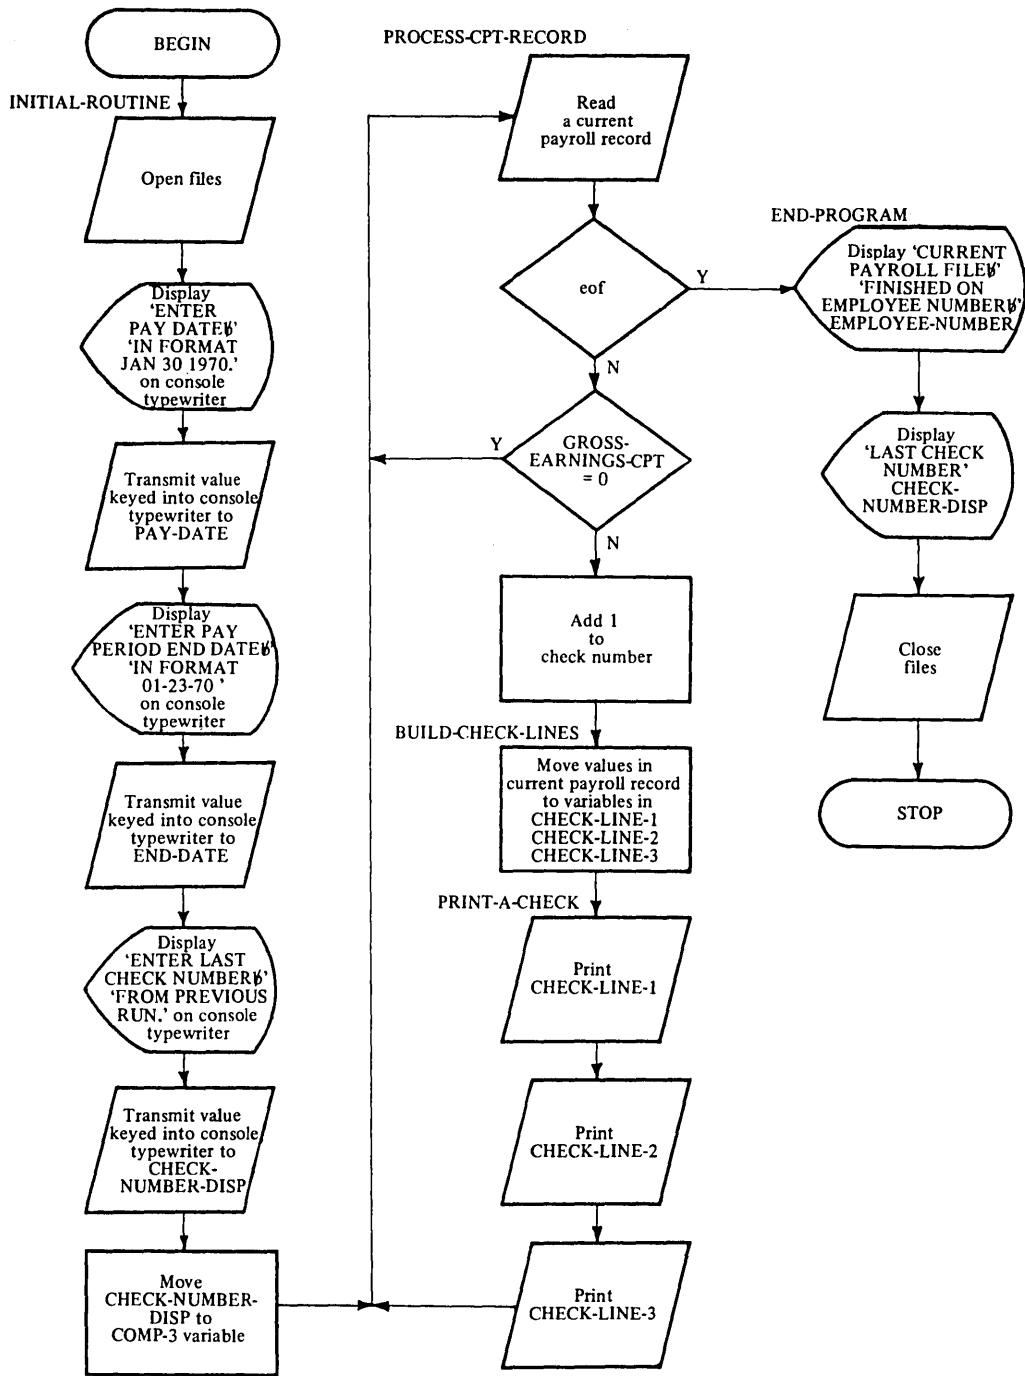 BEGIN
INITIAL-ROUTINE
Open files
Display
‘ENTER
PAY DATEb̸’
‘IN FORMAT
JAN 30 1970.’
on console
typewriter
Transmit value
keyed into console
typewriter to
PAY-DATE
Display
‘ENTER PAY
PERIOD END DATEb̸’
‘IN FORMAT
01-23-70 ’
on console
typewriter
Transmit value
keyed into console
typewriter to
END-DATE
Display
‘ENTER LAST
CHECK NUMBERb̸’
‘FROM PREVIOUS
RUN.’ on console
typewriter
Transmit value
keyed into console
typewriter to
CHECK-
NUMBER-DISP
Move
CHECK-NUMBER-
DISP to
COMP-3 variable
PROCESS-CPT-RECORD
Read
a current
payroll record
eof
Y
N
GROSS-
EARNINGS-CPT
= 0
Y
N
Add 1
to
check number
BUILD-CHECK-LINES
Move values in
current payroll record
to variables in
CHECK-LINE-1
CHECK-LINE-2
CHECK-LINE-3
PRINT-A-CHECK
Print
CHECK-LINE-1
Print
CHECK-LINE-2
Print
CHECK-LINE-3
END-PROGRAM
Display ‘CURRENT
PAYROLL FILEb̸’
‘FINISHED ON
EMPLOYEE NUMBERb̸’
EMPLOYEE-NUMBER
Display
‘LAST CHECK
NUMBER’
CHECK-
NUMBER-DISP
Close
files
STOP